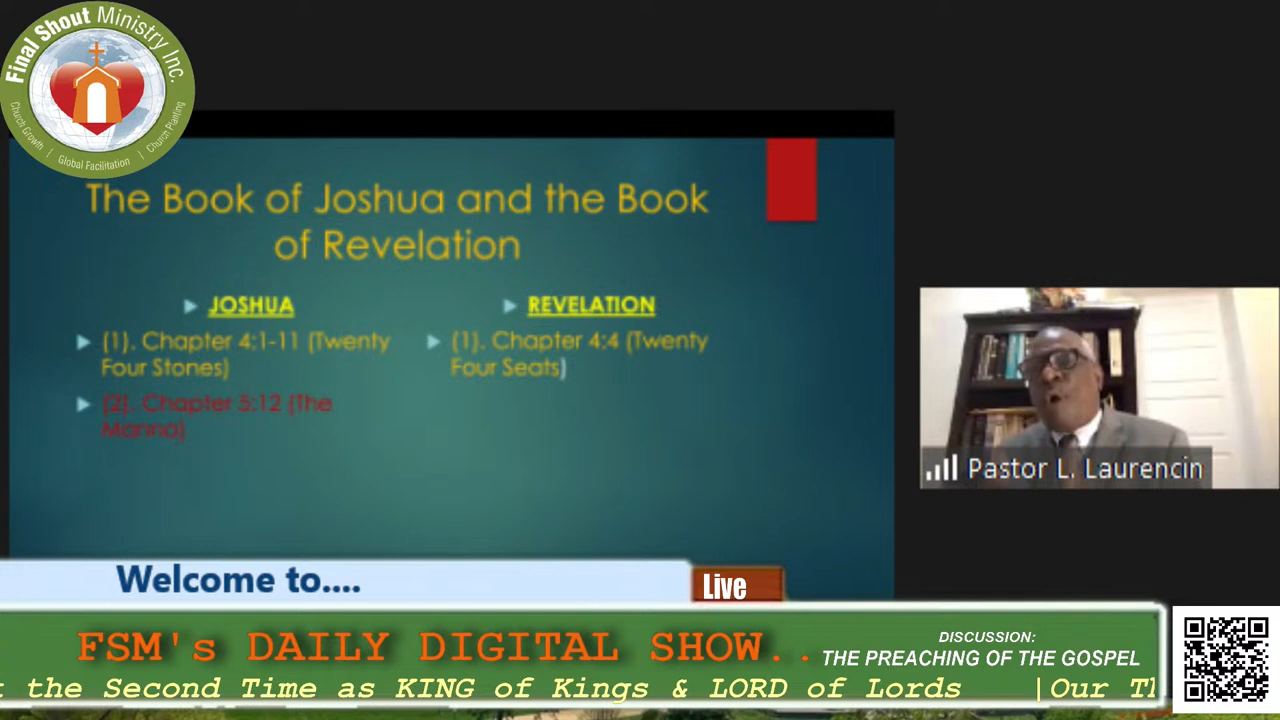 Final Shout Ministry Inc.
Church Growth | Global Facilitation | Church Planting
The Book of Joshua and the Book
of Revelation
JOSHUA
(1). Chapter 4:1-11 (Twenty
Four Stones)
(2). Chapter 5:12 (The
Manna)
REVELATION
(1). Chapter 4:4 (Twenty
Four Seats)
Pastor L. Laurencin
Welcome to....
Live
FSM's DAILY DIGITAL SHOW..
DISCUSSION:
THE PREACHING OF THE GOSPEL
the Second Time as KING of Kings & LORD of Lords |Our